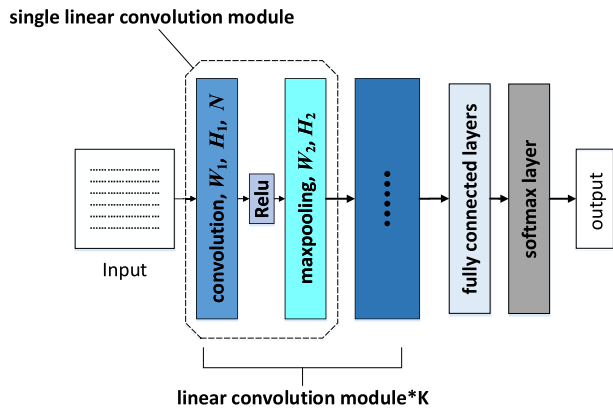 single linear convolution module
Input
convolution, W₁, H₁, N
Relu
maxpooling, W₂, H₂
......
fully connected layers
softmax layer
output
linear convolution module*K